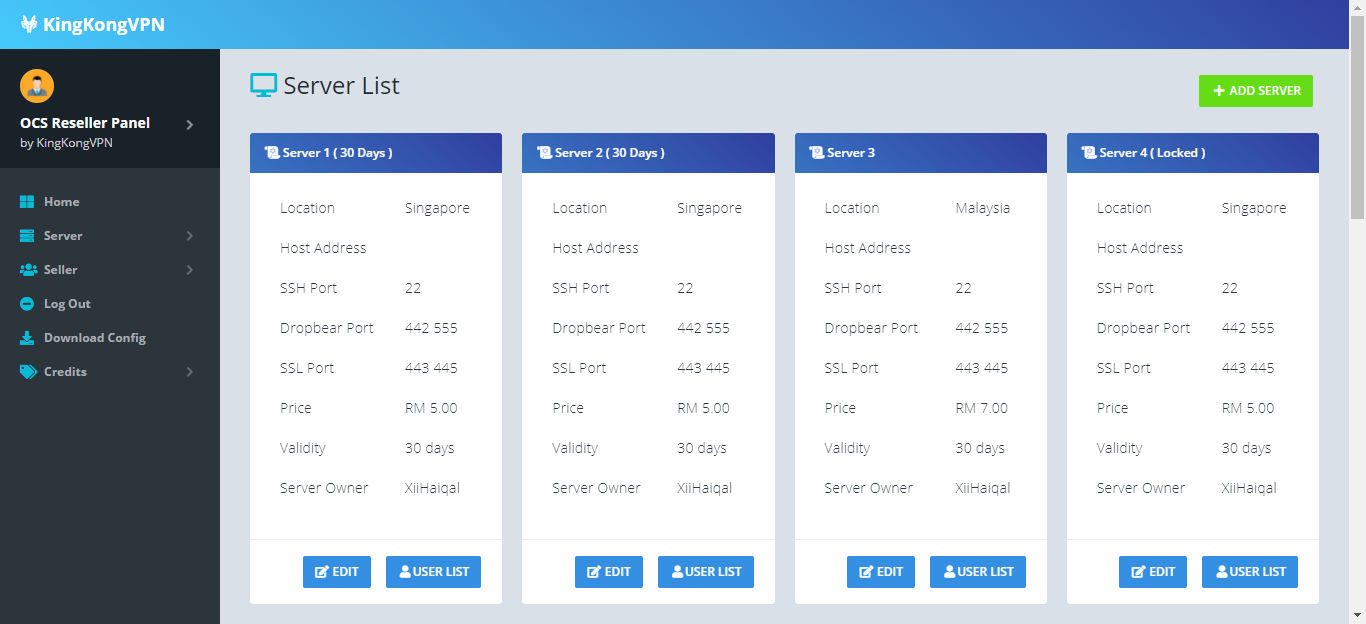 KingKongVPN
OCS Reseller Panel
by KingKongVPN
Home
Server
Seller
Log Out
Download Config
Credits
Server List
ADD SERVER
Server 1 ( 30 Days )
Location Singapore
Host Address
SSH Port 22
Dropbear Port 442 555
SSL Port 443 445
Price RM 5.00
Validity 30 days
Server Owner XiiHaiqal
EDIT USER LIST
Server 2 ( 30 Days )
Location Singapore
Host Address
SSH Port 22
Dropbear Port 442 555
SSL Port 443 445
Price RM 5.00
Validity 30 days
Server Owner XiiHaiqal
EDIT USER LIST
Server 3
Location Malaysia
Host Address
SSH Port 22
Dropbear Port 442 555
SSL Port 443 445
Price RM 7.00
Validity 30 days
Server Owner XiiHaiqal
EDIT USER LIST
Server 4 ( Locked )
Location Singapore
Host Address
SSH Port 22
Dropbear Port 442 555
SSL Port 443 445
Price RM 5.00
Validity 30 days
Server Owner XiiHaiqal
EDIT USER LIST